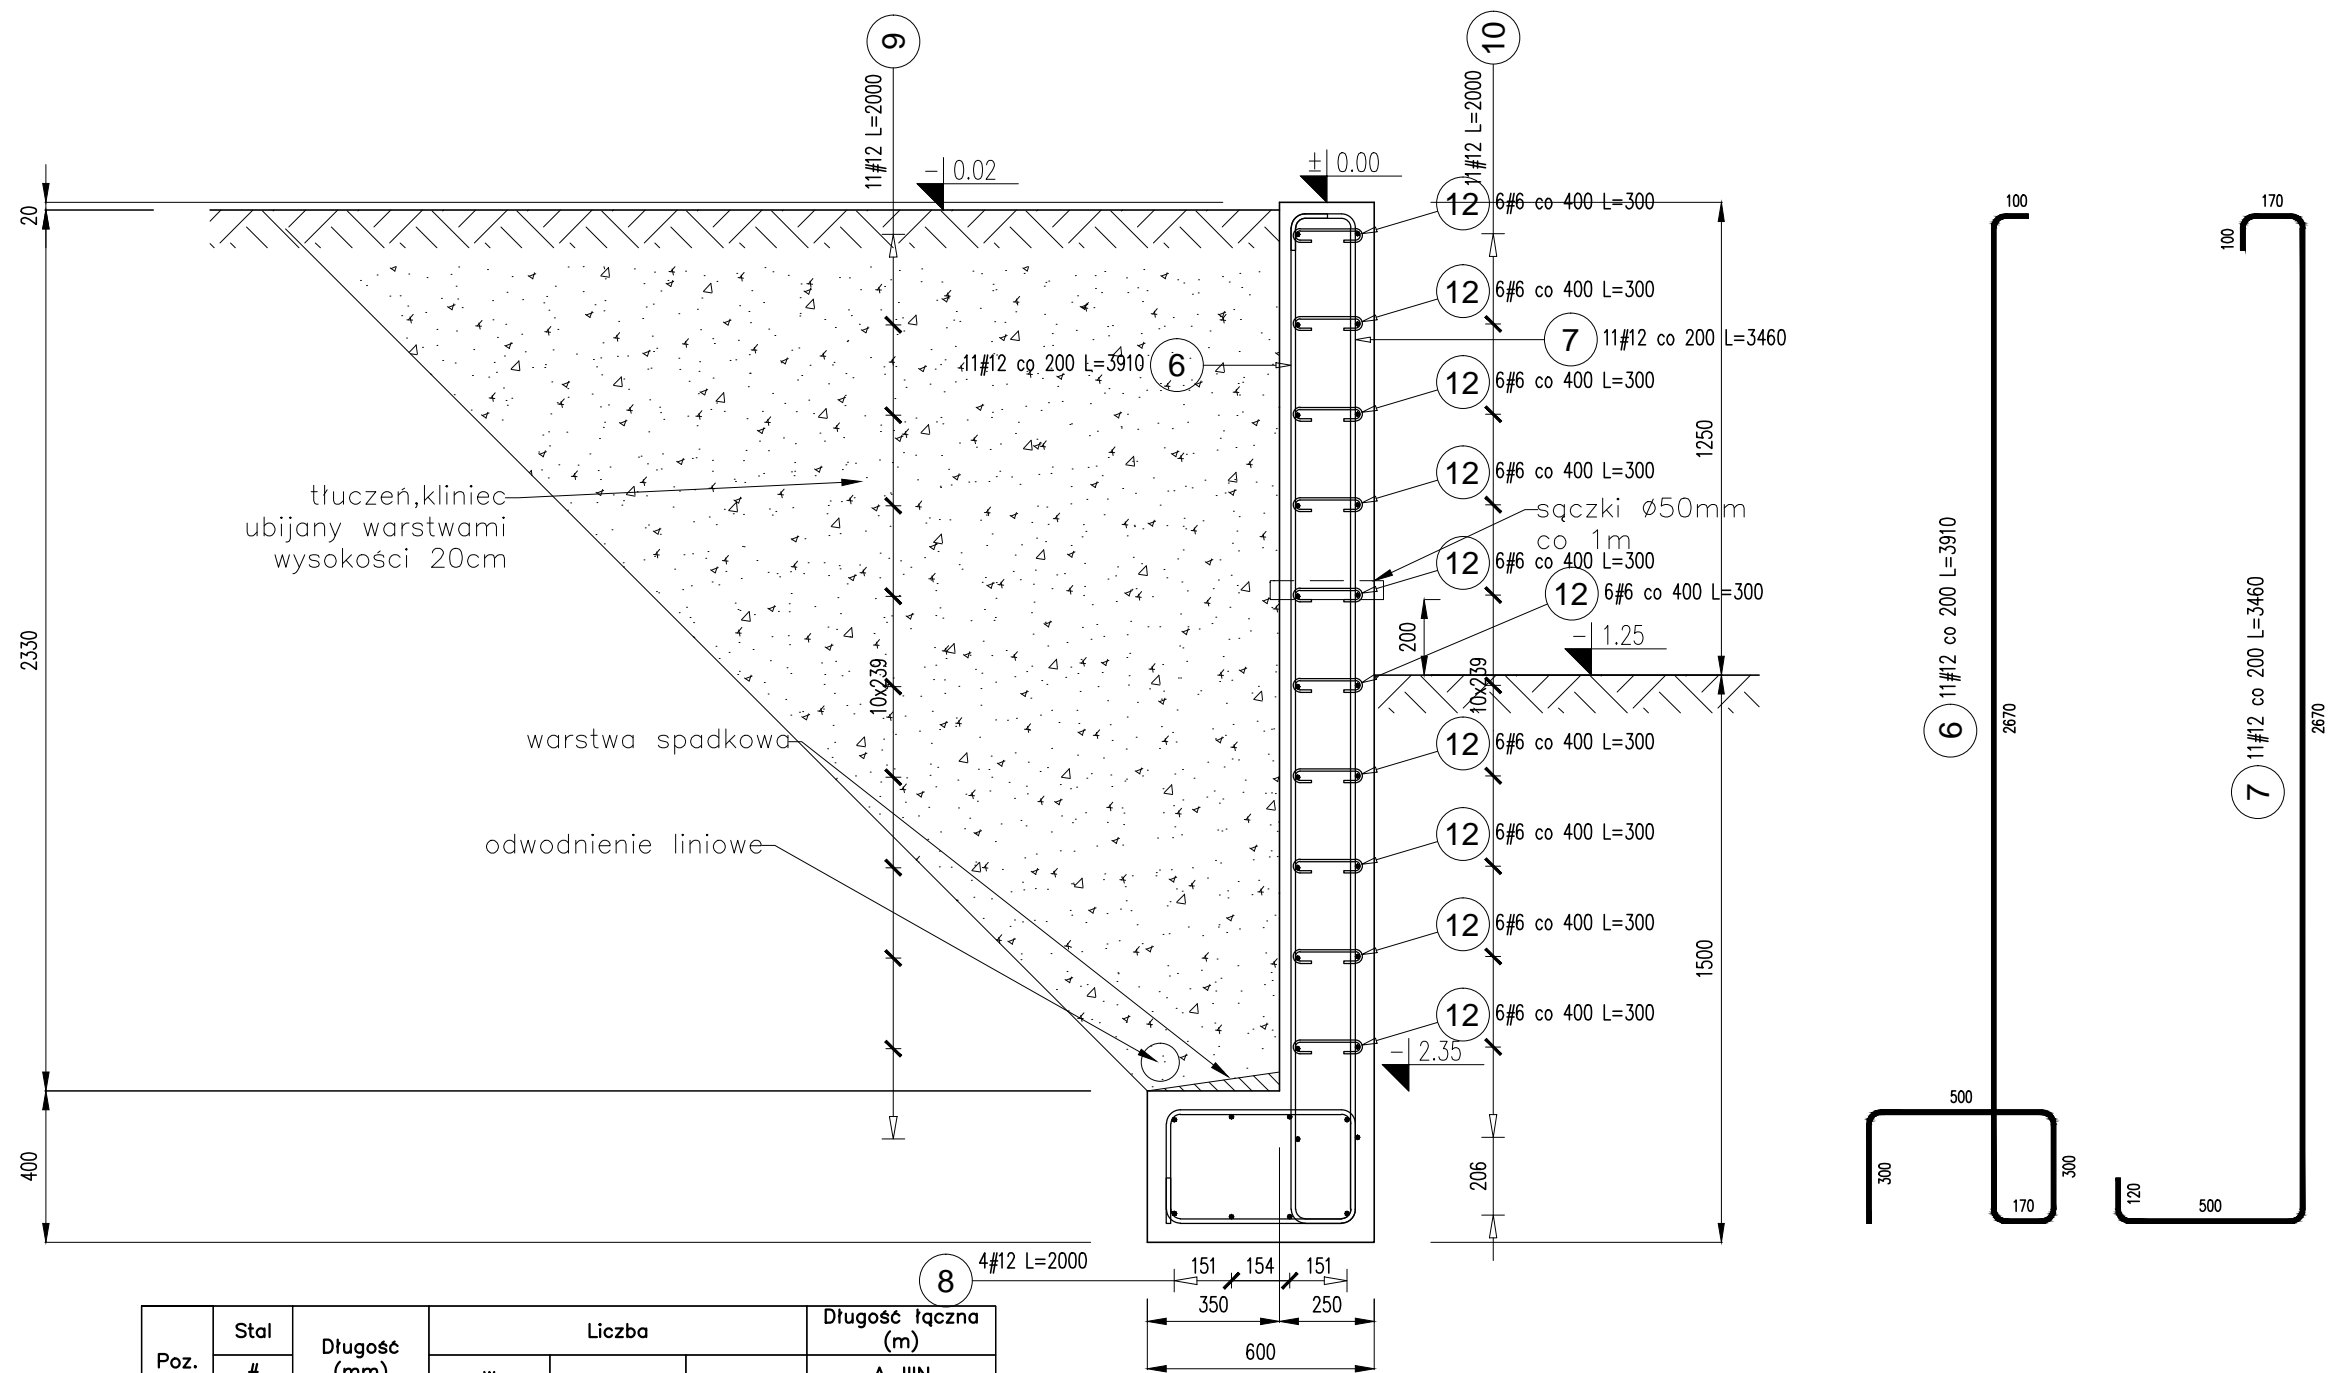 9
11#12 L=2000
10
11#12 L=2000
- 0.02
± 0.00
20
12 6#6 co 400 L=300
12 6#6 co 400 L=300
7 11#12 co 200 L=3460
11#12 co 200 L=3910 6
12 6#6 co 400 L=300
1250
12 6#6 co 400 L=300
tłuczeń,kliniec
ubijany warstwami
wysokości 20cm
sączki Ø50mm
co 1m
12 6#6 co 400 L=300
12 6#6 co 400 L=300
200
- 1.25
2330
10x239
10x239
warstwa spadkowa
12 6#6 co 400 L=300
odwodnienie liniowe
12 6#6 co 400 L=300
12 6#6 co 400 L=300
1500
12 6#6 co 400 L=300
- 2.35
400
206
8 4#12 L=2000
151 154 151
350 250
600
100
6 11#12 co 200 L=3910
2670
500
300
300
170
170
100
7 11#12 co 200 L=3460
2670
120
500
Poz.
Stal
#
Długość
(mm)
Liczba
w
Długość łączna
(m)
A-IIIN